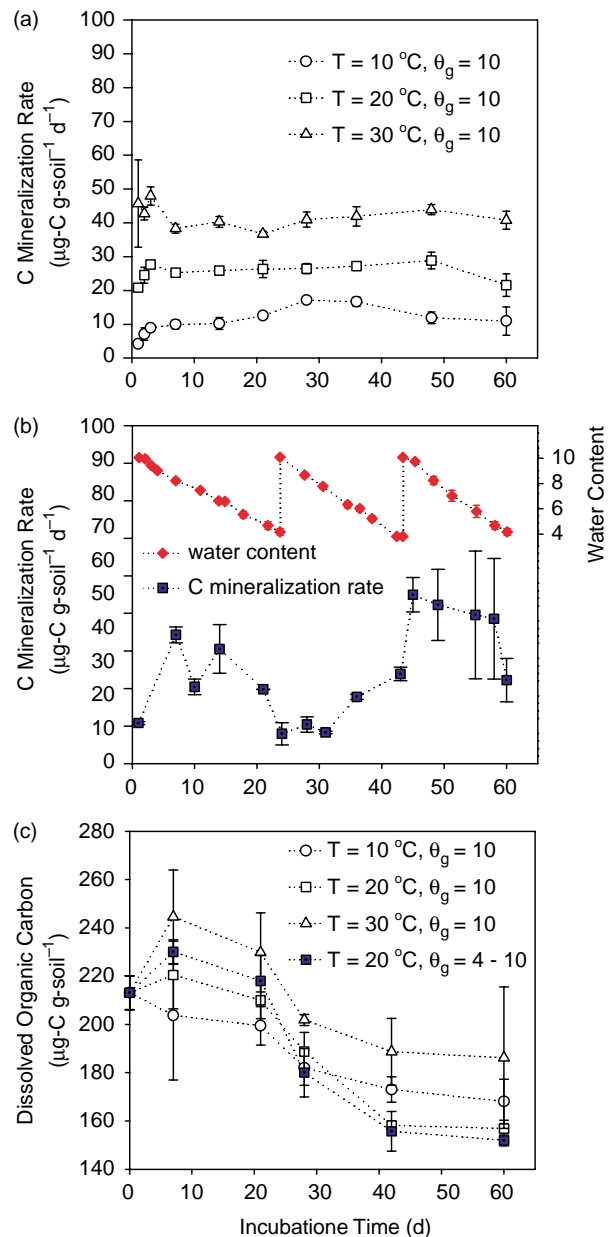 (a)
C Mineralization Rate
(µg-C g-soil⁻¹ d⁻¹)
100
90
80
70
60
50
40
30
20
10
0
T = 10 °C, θg = 10
T = 20 °C, θg = 10
T = 30 °C, θg = 10
0 10 20 30 40 50 60
(b)
C Mineralization Rate
(µg-C g-soil⁻¹ d⁻¹)
100
90
80
70
60
50
40
30
20
10
0
water content
C mineralization rate
10
8
6
4
Water Content
0 10 20 30 40 50 60
(c)
Dissolved Organic Carbon
(µg-C g-soil⁻¹)
280
260
240
220
200
180
160
140
T = 10 °C, θg = 10
T = 20 °C, θg = 10
T = 30 °C, θg = 10
T = 20 °C, θg = 4 - 10
0 10 20 30 40 50 60
Incubatione Time (d)